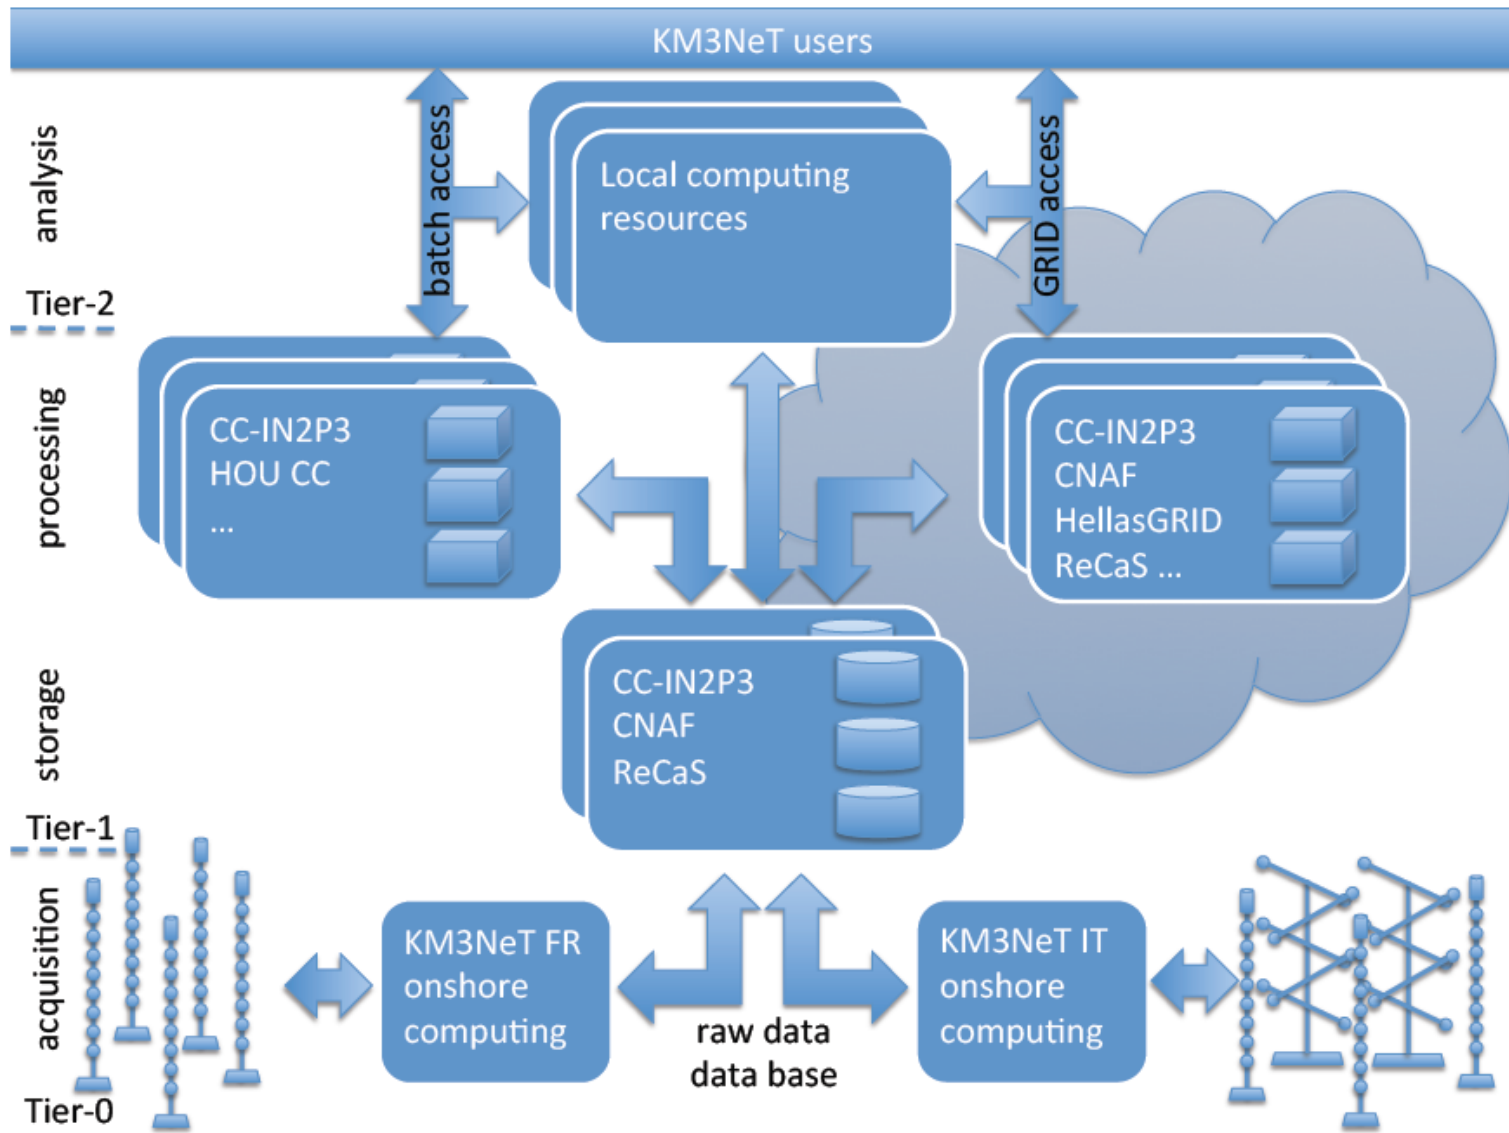 KM3NeT users
analysis
batch access
Local computing
resources
GRID access
Tier-2
processing
CC-IN2P3
HOU CC
...
CC-IN2P3
CNAF
HellasGRID
ReCaS ...
storage
CC-IN2P3
CNAF
ReCaS
Tier-1
acquisition
KM3NeT FR
onshore
computing
raw data
data base
KM3NeT IT
onshore
computing
Tier-0